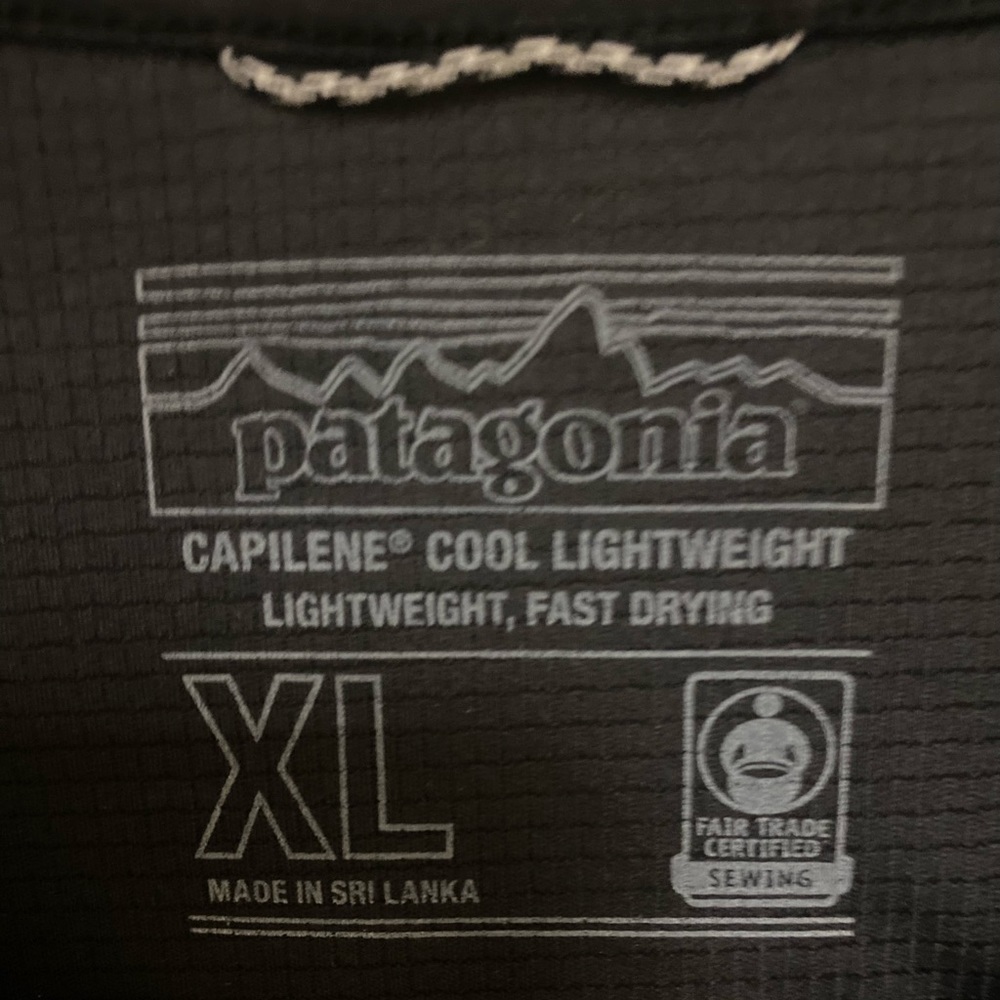 patagonia®
CAPILENE® COOL LIGHTWEIGHT
LIGHTWEIGHT, FAST DRYING
XL
MADE IN SRI LANKA
FAIR TRADE
CERTIFIED
SEWING